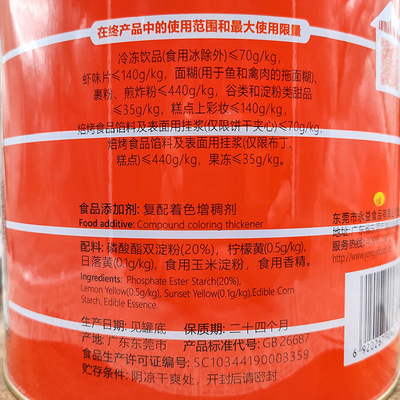 在终产品中的使用范围和最大使用限量
冷冻饮品(食用冰除外)≤70g/kg、
虾味片≤140g/kg、面糊(用于鱼和禽肉的拖面糊)、
裹粉、煎炸粉≤440g/kg、谷类和淀粉类甜品
≤35g/kg、糕点上彩妆≤140g/kg、
焙烤食品馅料及表面用挂浆(仅限饼干夹心)≤70g/kg、
焙烤食品馅料及表面用挂浆(仅限布丁、
糕点)≤440g/kg、果冻≤35g/kg。
食品添加剂：复配着色增稠剂
Food additive: Compound coloring thickener
配料：磷酸酯双淀粉(20%)，柠檬黄(0.5g/kg)，
日落黄(0.1g/kg)，食用玉米淀粉，食用香精。
Ingredients: Phosphate Ester Starch(20%),
Lemon Yellow(0.5g/kg), Sunset Yellow(0.1g/kg),Edible Corn
Starch, Edible Essence.
生产日期：见罐底 保质期：二十四个月
产地：广东东莞市 产品标准号：GB 26687
食品生产许可证编号：SC10344190003359
贮存条件：阴凉干爽处，开封后请密封
东莞市永益食品有
地址：广东
服务热